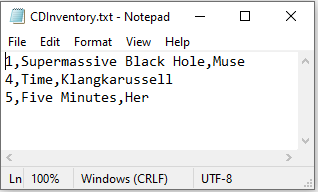 CDInventory.txt - Notepad
File Edit Format View Help
1,Supermassive Black Hole,Muse
4,Time,Klangkarussell
5,Five Minutes,Her
Ln 100% Windows (CRLF) UTF-8